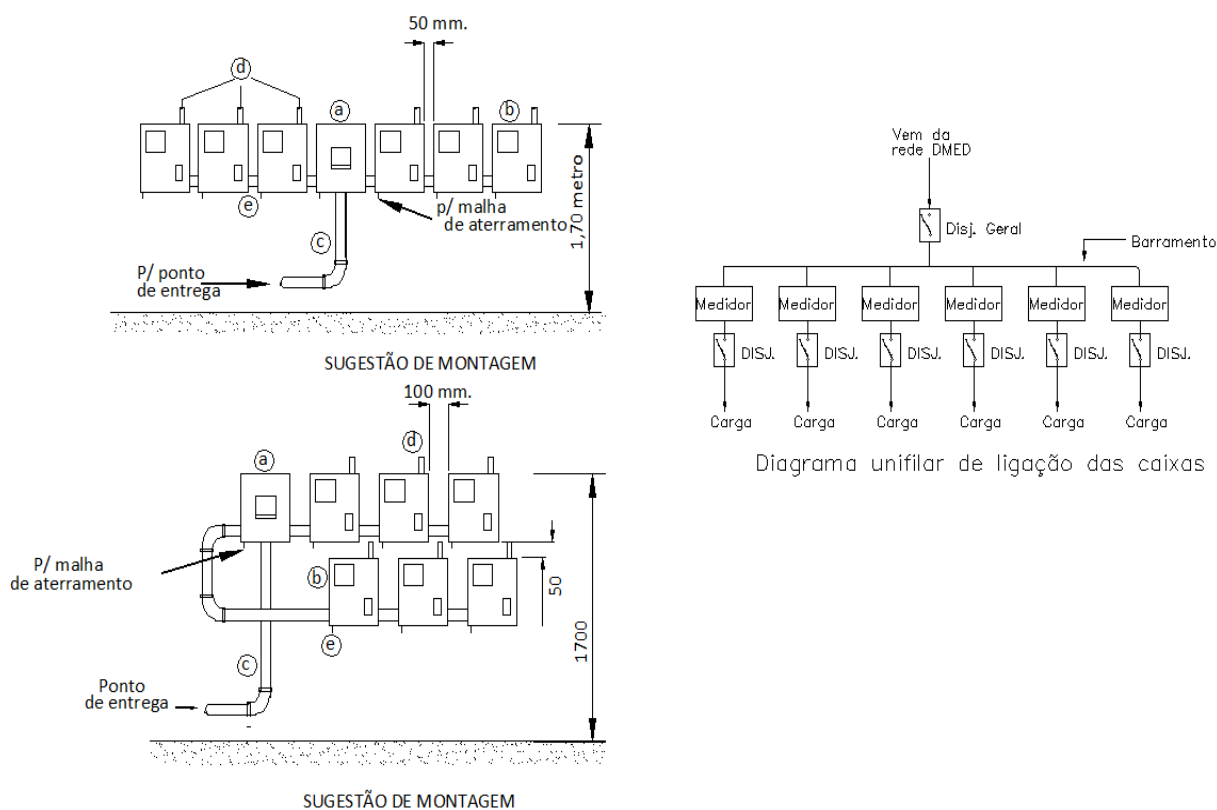 50 mm.
d
a
b
1,70 metro
p/ malha
de aterramento
e
c
P/ ponto
de entrega
SUGESTÃO DE MONTAGEM
100 mm.
d
a
P/ malha
de aterramento
b
50
1700
e
c
Ponto
de entrega
SUGESTÃO DE MONTAGEM
Vem da
rede DMED
Disj. Geral
Barramento
Medidor Medidor Medidor Medidor Medidor Medidor
DISJ. DISJ. DISJ. DISJ. DISJ. DISJ.
Carga Carga Carga Carga Carga Carga
Diagrama unifilar de ligação das caixas